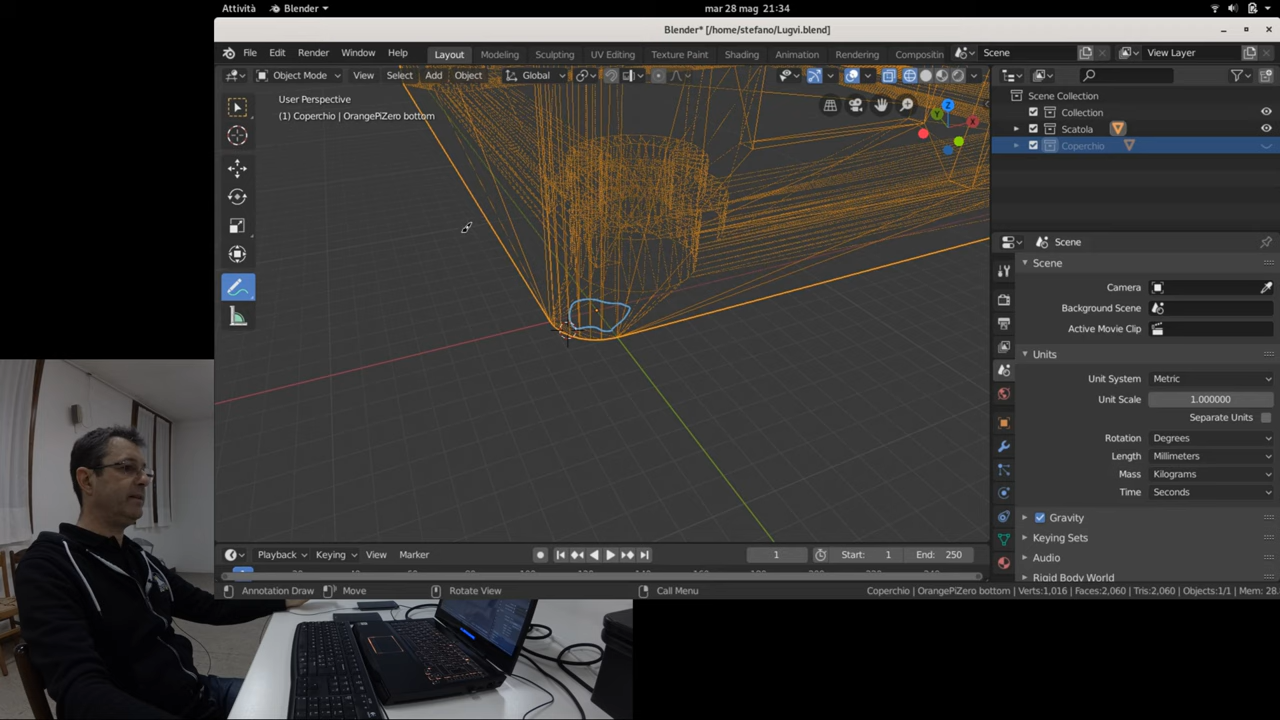 Attività Blender mar 28 mag 21:34
Blender* [/home/stefano/Lugvi.blend]
File Edit Render Window Help Layout Modeling Sculpting UV Editing Texture Paint Shading Animation Rendering Compositin Scene View Layer
Object Mode View Select Add Object Global
User Perspective
(1) Coperchio | OrangePiZero bottom
Z
Y
X
Scene Collection
Collection
Scatola
Coperchio
Scene
Scene
Camera
Background Scene
Active Movie Clip
Units
Unit System Metric
Unit Scale 1.000000
Separate Units
Rotation Degrees
Length Millimeters
Mass Kilograms
Time Seconds
Gravity
Keying Sets
Audio
Rigid Body World
Playback Keying View Marker 1 Start: 1 End: 250
Annotation Draw Move Rotate View Call Menu Coperchio | OrangePiZero bottom | Verts:1,016 | Faces:2,060 | Tris:2,060 | Objects:1/1 | Mem: 28.